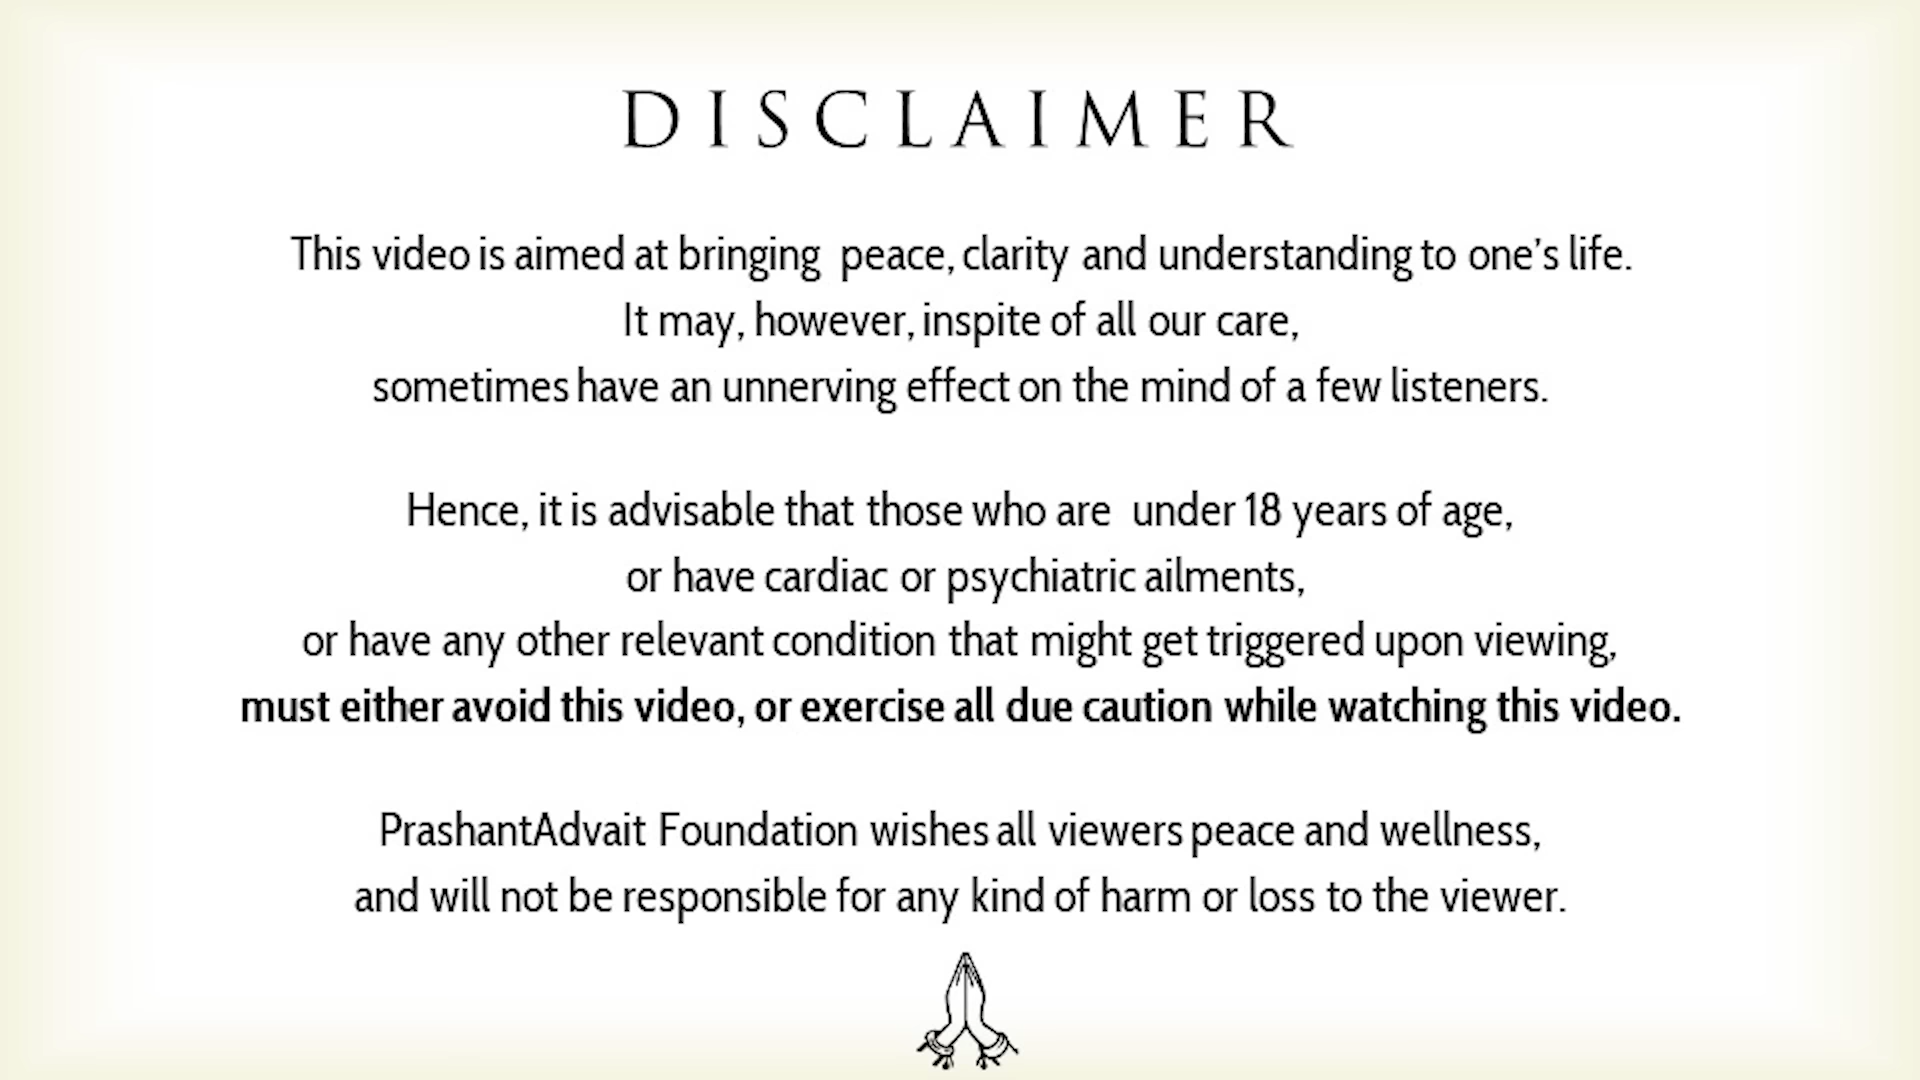 DISCLAIMER
This video is aimed at bringing peace, clarity and understanding to one's life.
It may, however, inspite of all our care,
sometimes have an unnerving effect on the mind of a few listeners.
Hence, it is advisable that those who are under 18 years of age,
or have cardiac or psychiatric ailments,
or have any other relevant condition that might get triggered upon viewing,
must either avoid this video, or exercise all due caution while watching this video.
PrashantAdvait Foundation wishes all viewers peace and wellness,
and will not be responsible for any kind of harm or loss to the viewer.